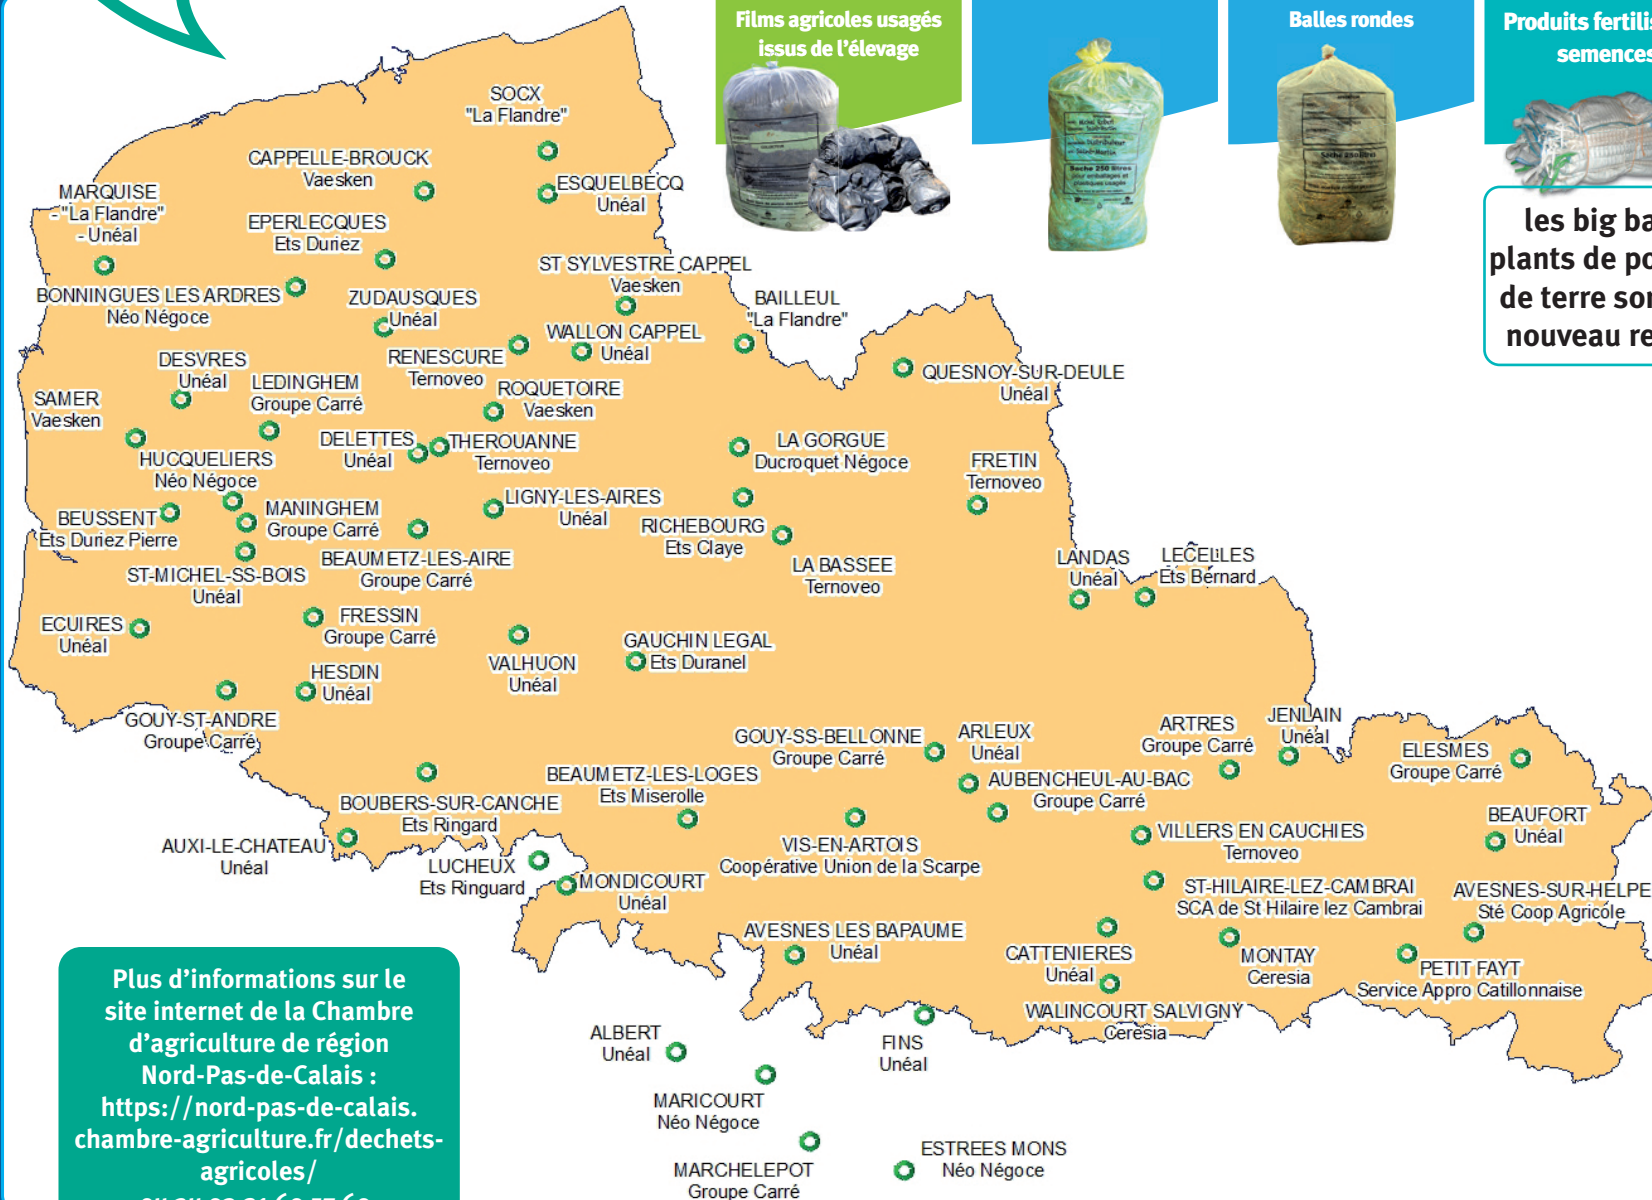 Films agricoles usagés
issus de l'élevage
Balles rondes
Produits
semences
Sache 250 litres
pour emballages et
plastiques usagés
Sache 250 litres
les big
plants de
de terre
nouveau
SOCX
"La Flandre"
CAPPELLE-BROUCK
Vaesken
ESQUELBECQ
Unéal
MARQUISE
- "La Flandre"
- Unéal
EPERLECQUES
Ets Duriez
ST SYLVESTRE CAPPEL
Vaesken
BONNINGUES LES ARDRES
Néo Négoce
ZUDAUSQUES
Unéal
BAILLEUL
"La Flandre"
WALLON CAPPEL
Unéal
RENESCURE
Ternoveo
DESVRES
Unéal
LEDINGHEM
Groupe Carré
QUESNOY-SUR-DEULE
Unéal
SAMER
Vaesken
ROQUETOIRE
Vaesken
DELETTES
Unéal
THEROUANNE
Ternoveo
LA GORGUE
Ducroquet Négoce
HUCQUELIERS
Néo Négoce
FRETIN
Ternoveo
BEUSSENT
Ets Duriez Pierre
MANINGHEM
Groupe Carré
LIGNY-LES-AIRES
Unéal
RICHEBOURG
Ets Claye
BEAUMETZ-LES-AIRE
Groupe Carré
LA BASSEE
Ternoveo
LANDAS
Unéal
LECELLES
Ets Bernard
ST-MICHEL-SS-BOIS
Unéal
ECUIRES
Unéal
FRESSIN
Groupe Carré
VALHUON
Unéal
GAUCHIN LEGAL
Ets Duranel
HESDIN
Unéal
GOUY-ST-ANDRE
Groupe Carré
GOUY-SS-BELLONNE
Groupe Carré
ARLEUX
Unéal
ARTRES
Groupe Carré
JENLAIN
Unéal
ELESMES
Groupe Carré
BEAUMETZ-LES-LOGES
Ets Miserolle
AUBENCHEUL-AU-BAC
Groupe Carré
BOUBERS-SUR-CANCHE
Ets Ringard
BEAUFORT
Unéal
AUXI-LE-CHATEAU
Unéal
VIS-EN-ARTOIS
Coopérative Union de la Scarpe
VILLERS EN CAUCHIES
Ternoveo
LUCHEUX
Ets Ringuard
MONDICOURT
Unéal
ST-HILAIRE-LEZ-CAMBRAI
SCA de St Hilaire lez Cambrai
AVESNES-SUR-HELPE
Sté Coop Agricole
AVESNES LES BAPAUME
Unéal
CATTENIERES
Unéal
MONTAY
Ceresia
PETIT FAYT
Service Appro Catillonnaise
WALINCOURT SALVIGNY
Ceresia
ALBERT
Unéal
FINS
Unéal
MARICOURT
Néo Négoce
MARCHELEPOT
Groupe Carré
ESTREES MONS
Néo Négoce
Plus d'informations sur le
site internet de la Chambre
d'agriculture de région
Nord-Pas-de-Calais :
https://nord-pas-de-calais.
chambre-agriculture.fr/dechets-
agricoles/